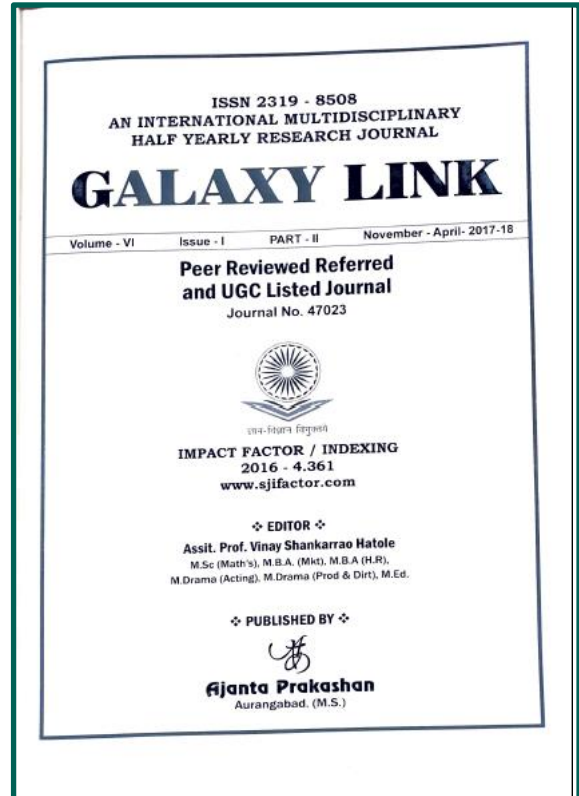 ISSN 2319 - 8508
AN INTERNATIONAL MULTIDISCIPLINARY
HALF YEARLY RESEARCH JOURNAL
GALAXY LINK
Volume - VI Issue - I PART - II November - April- 2017-18
Peer Reviewed Referred
and UGC Listed Journal
Journal No. 47023
ज्ञान-विज्ञान विमुक्तये
IMPACT FACTOR / INDEXING
2016 - 4.361
www.sjifactor.com
❖ EDITOR ❖
Assit. Prof. Vinay Shankarrao Hatole
M.Sc (Math's), M.B.A. (Mkt), M.B.A (H.R),
M.Drama (Acting), M.Drama (Prod & Dirt), M.Ed.
❖ PUBLISHED BY ❖
Ajanta Prakashan
Aurangabad. (M.S.)